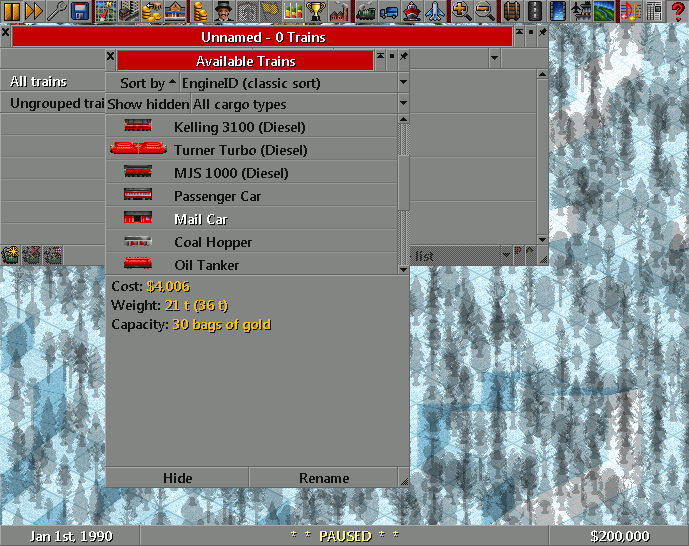 Unnamed - 0 Trains
Available Trains
Sort by EngineID (classic sort)
All trains
Show hidden All cargo types
Ungrouped trai
Kelling 3100 (Diesel)
Turner Turbo (Diesel)
MJS 1000 (Diesel)
Passenger Car
Mail Car
Coal Hopper
list
Oil Tanker
Cost: $4,006
Weight: 21 t (36 t)
Capacity: 30 bags of gold
Hide Rename
Jan 1st, 1990 * * PAUSED * * $200,000